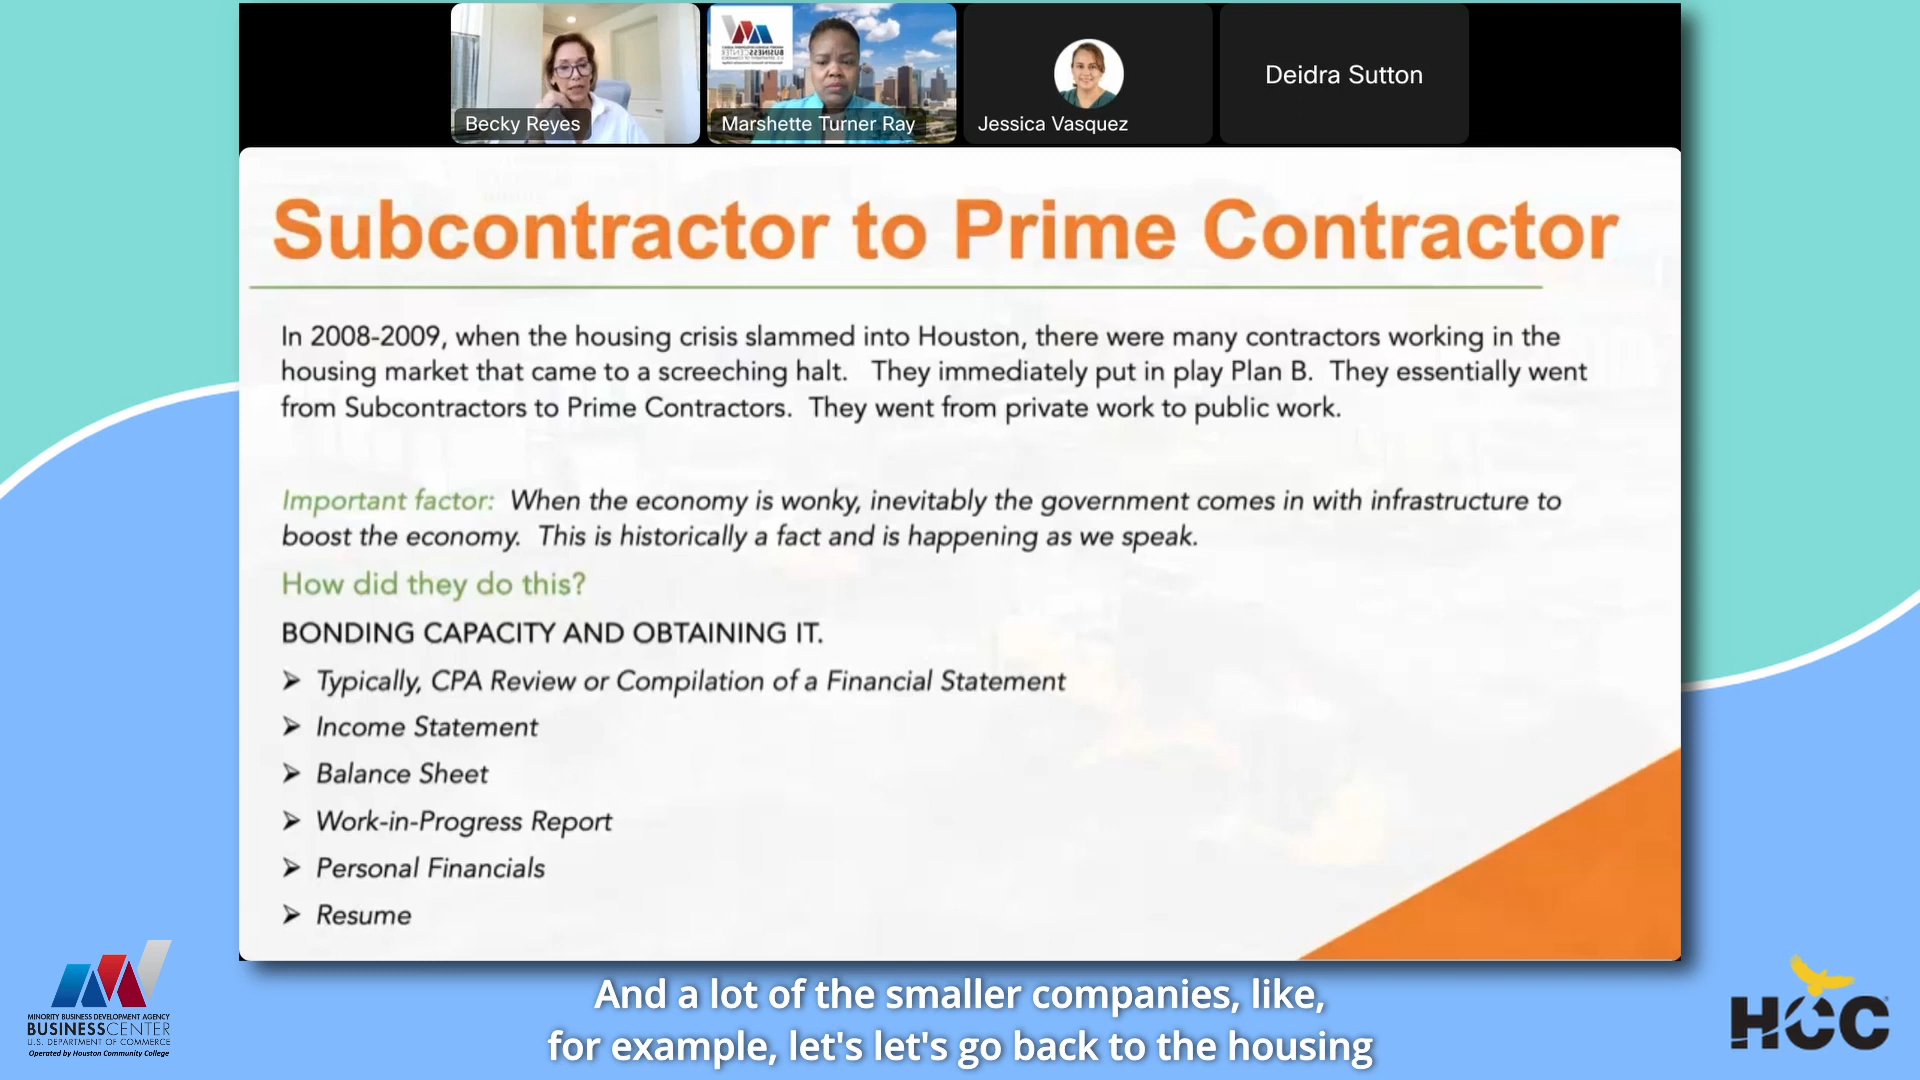 Becky Reyes
Marshette Turner Ray
Jessica Vasquez
Deidra Sutton
Subcontractor to Prime Contractor
In 2008-2009, when the housing crisis slammed into Houston, there were many contractors working in the
housing market that came to a screeching halt. They immediately put in play Plan B. They essentially went
from Subcontractors to Prime Contractors. They went from private work to public work.
Important factor: When the economy is wonky, inevitably the government comes in with infrastructure to
boost the economy. This is historically a fact and is happening as we speak.
How did they do this?
BONDING CAPACITY AND OBTAINING IT.
➢ Typically, CPA Review or Compilation of a Financial Statement
➢ Income Statement
➢ Balance Sheet
➢ Work-in-Progress Report
➢ Personal Financials
➢ Resume
MINORITY BUSINESS DEVELOPMENT AGENCY
BUSINESSCENTER
U.S. DEPARTMENT OF COMMERCE
Operated by Houston Community College
And a lot of the smaller companies, like,
for example, let's let's go back to the housing
HCC